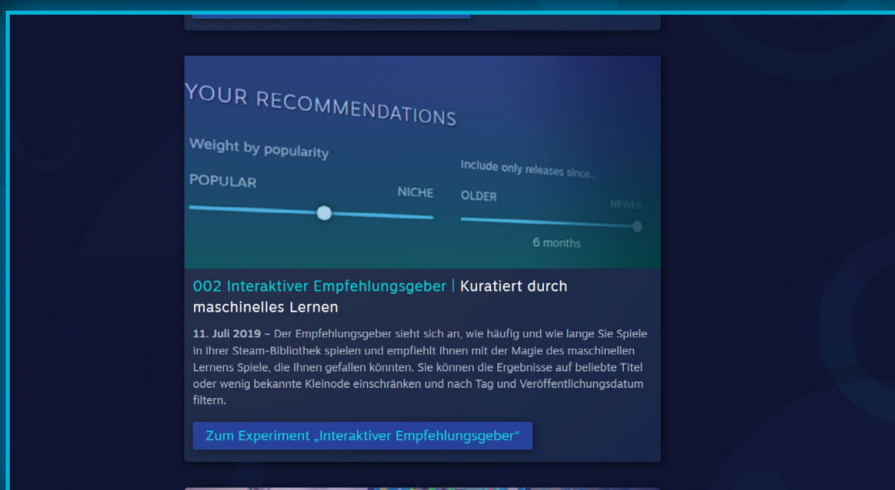 YOUR RECOMMENDATIONS
Weight by popularity
POPULAR
NICHE
Include only releases since...
OLDER
NEWER
6 months
002 Interaktiver Empfehlungsgeber | Kuratiert durch
maschinelles Lernen
11. Juli 2019 – Der Empfehlungsgeber sieht sich an, wie häufig und wie lange Sie Spiele
in Ihrer Steam-Bibliothek spielen und empfiehlt Ihnen mit der Magie des maschinellen
Lernens Spiele, die Ihnen gefallen könnten. Sie können die Ergebnisse auf beliebte Titel
oder wenig bekannte Kleinode einschränken und nach Tag und Veröffentlichungsdatum
filtern.
Zum Experiment „Interaktiver Empfehlungsgeber“